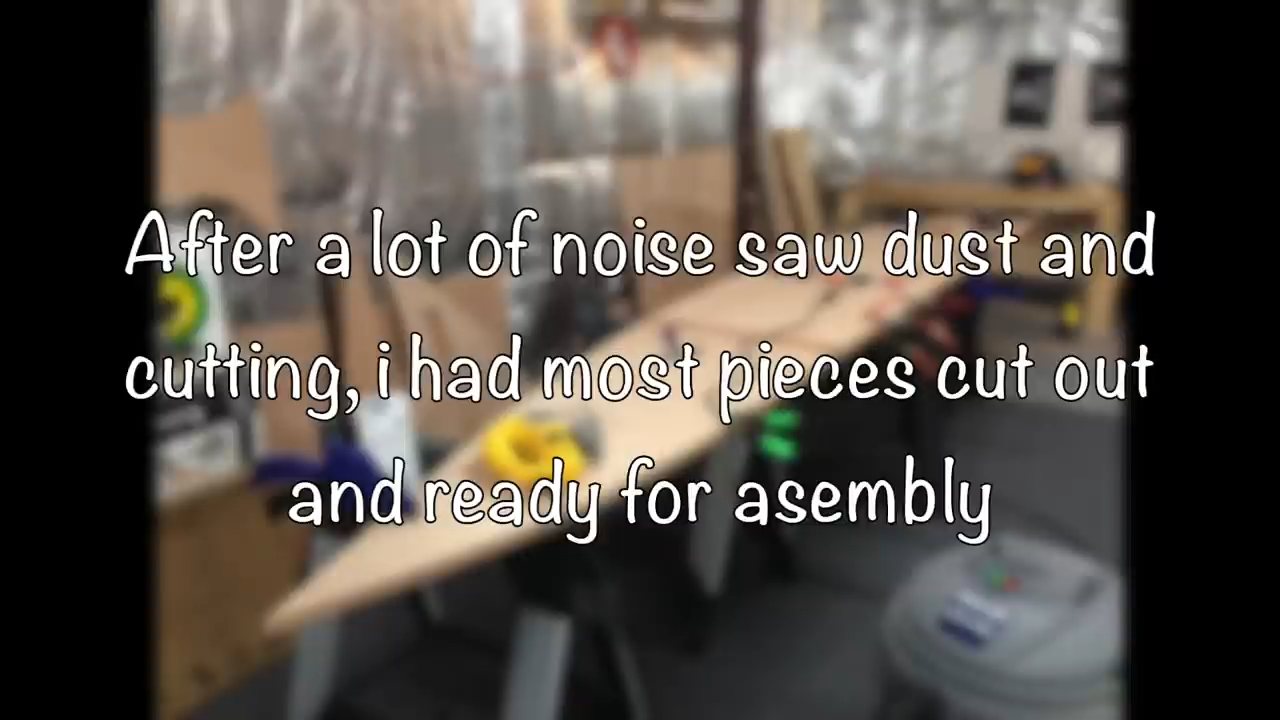 After a lot of noise saw dust and
cutting, i had most pieces cut out
and ready for asembly